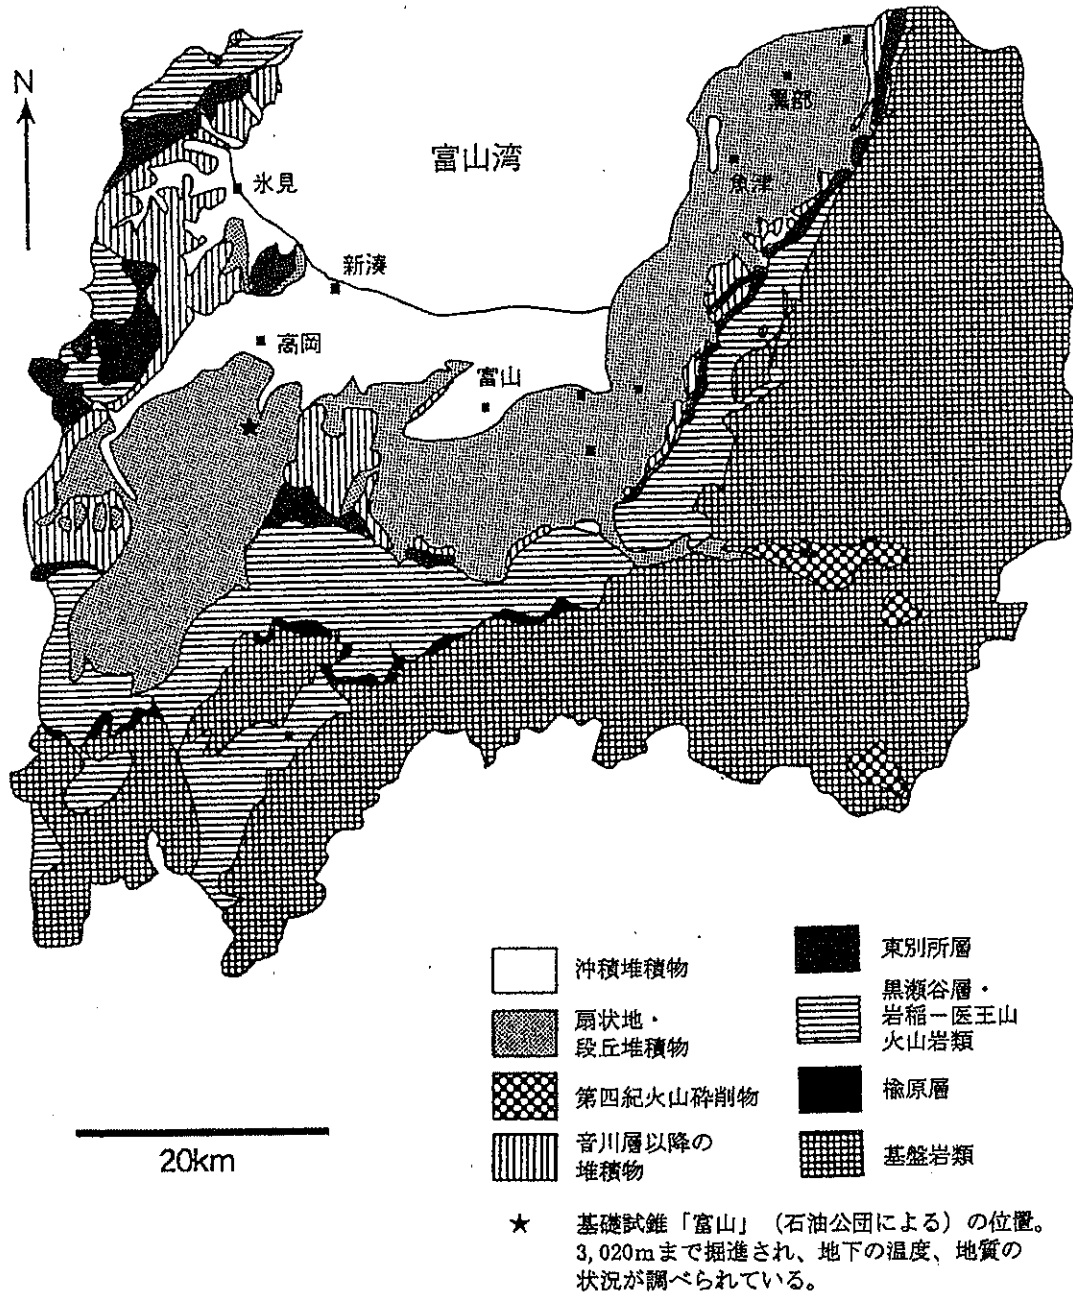 N
富山湾
黒部
魚津
氷見
新湊
高岡
富山
沖積堆積物
扇状地・
段丘堆積物
第四紀火山砕削物
音川層以降の
堆積物
東別所層
黒瀬谷層・
岩稲－医王山
火山岩類
楡原層
基盤岩類
20km
★ 基礎試錐「富山」（石油公団による）の位置。
3,020mまで掘進され、地下の温度、地質の
状況が調べられている。